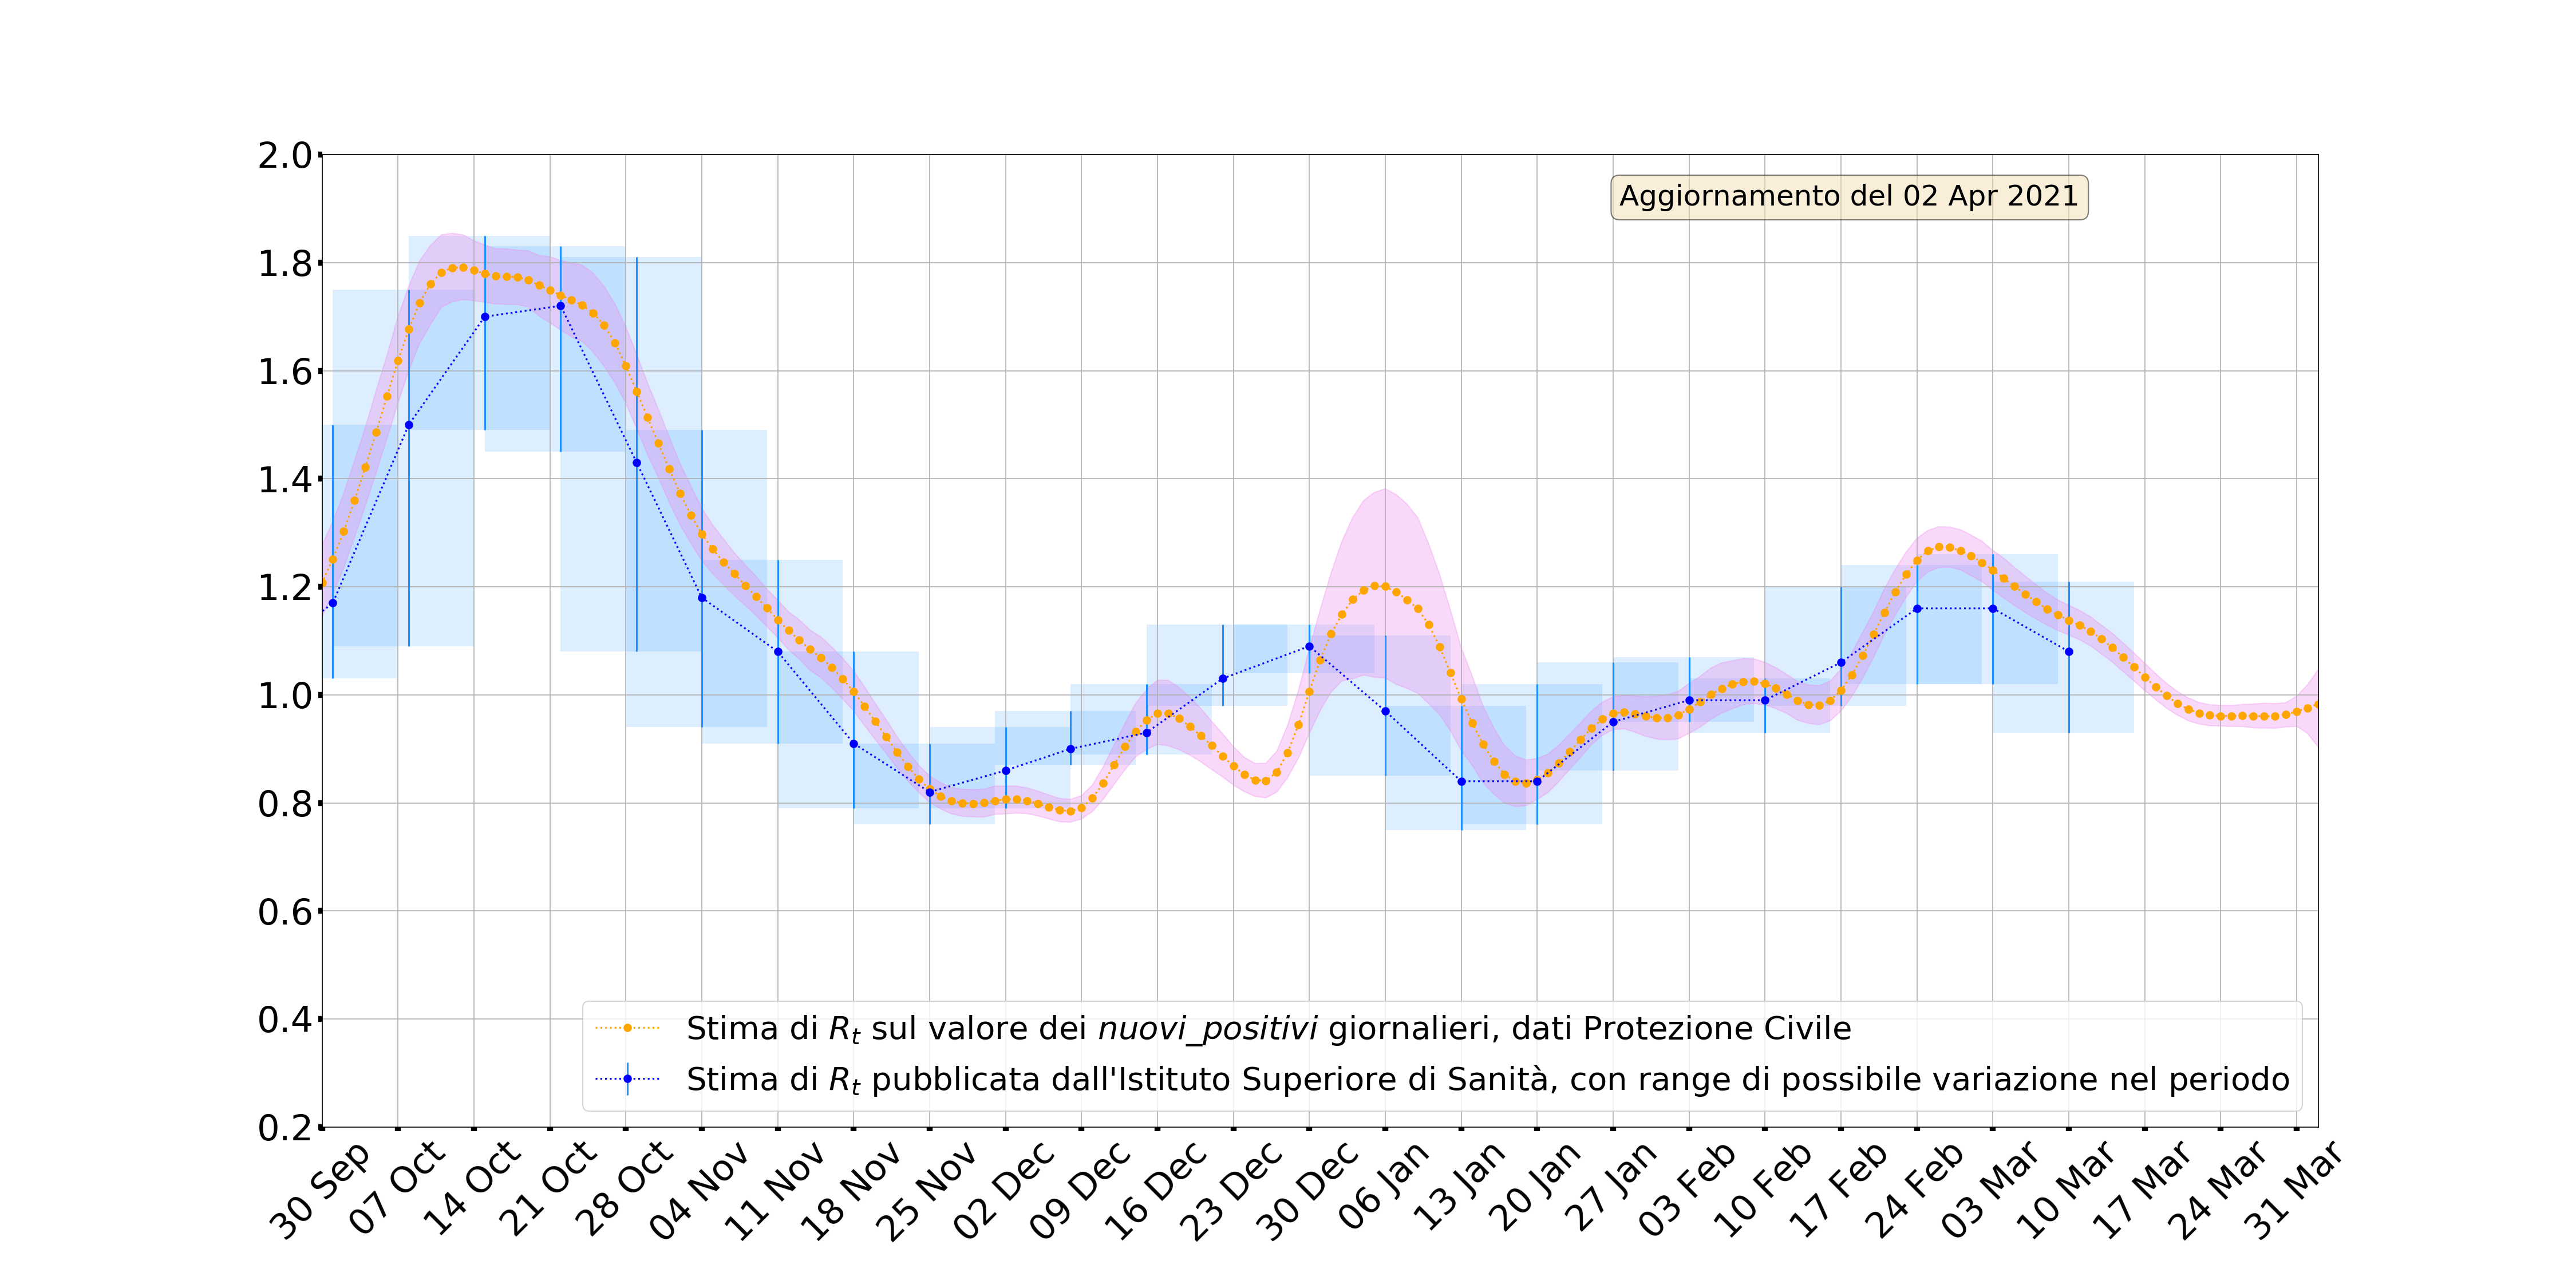 2.0
1.8
1.6
1.4
1.2
1.0
0.8
0.6
0.4
0.2
Aggiornamento del 02 Apr 2021
Stima di Rt sul valore dei nuovi_positivi giornalieri, dati Protezione Civile
Stima di Rt pubblicata dall'Istituto Superiore di Sanità, con range di possibile variazione nel periodo
30 Sep
07 Oct
14 Oct
21 Oct
28 Oct
04 Nov
11 Nov
18 Nov
25 Nov
02 Dec
09 Dec
16 Dec
23 Dec
30 Dec
06 Jan
13 Jan
20 Jan
27 Jan
03 Feb
10 Feb
17 Feb
24 Feb
03 Mar
10 Mar
17 Mar
24 Mar
31 Mar